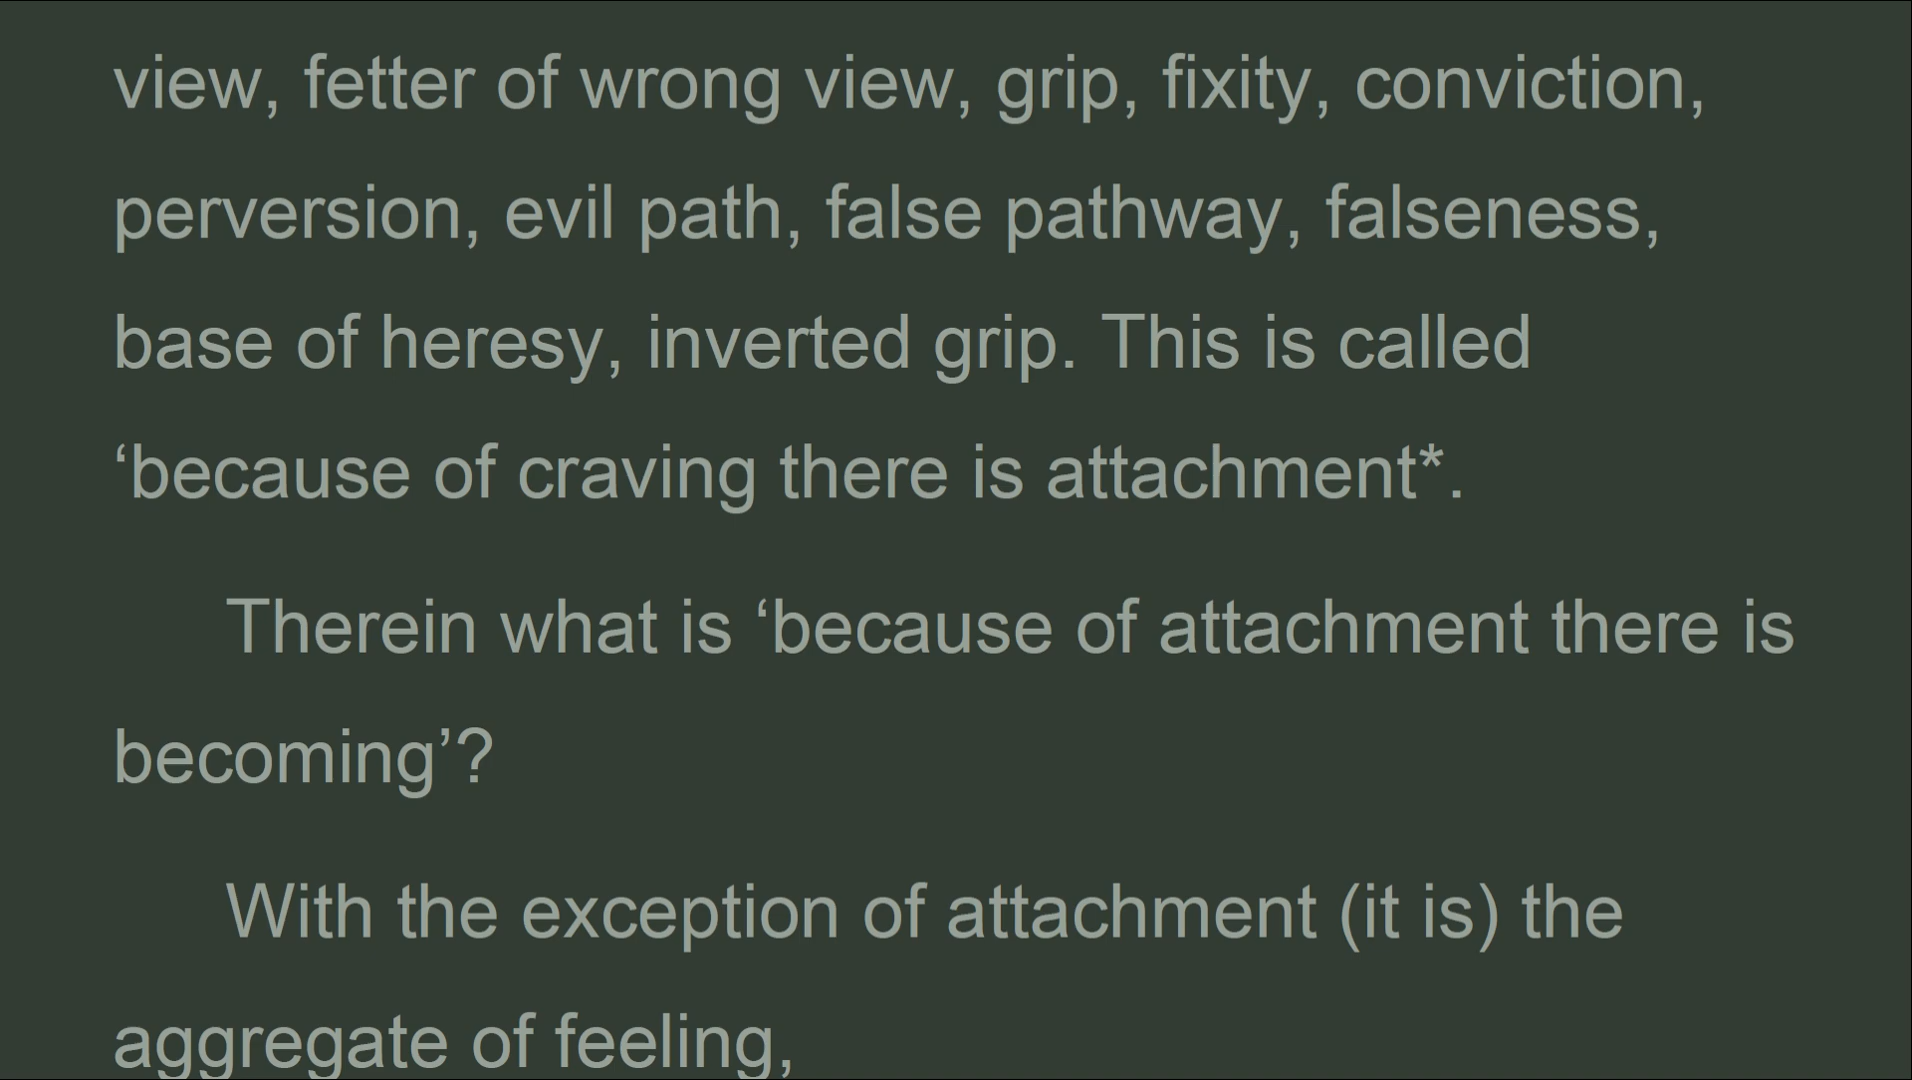 view, fetter of wrong view, grip, fixity, conviction,
perversion, evil path, false pathway, falseness,
base of heresy, inverted grip. This is called
‘because of craving there is attachment*.
Therein what is ‘because of attachment there is
becoming’?
With the exception of attachment (it is) the
aggregate of feeling,